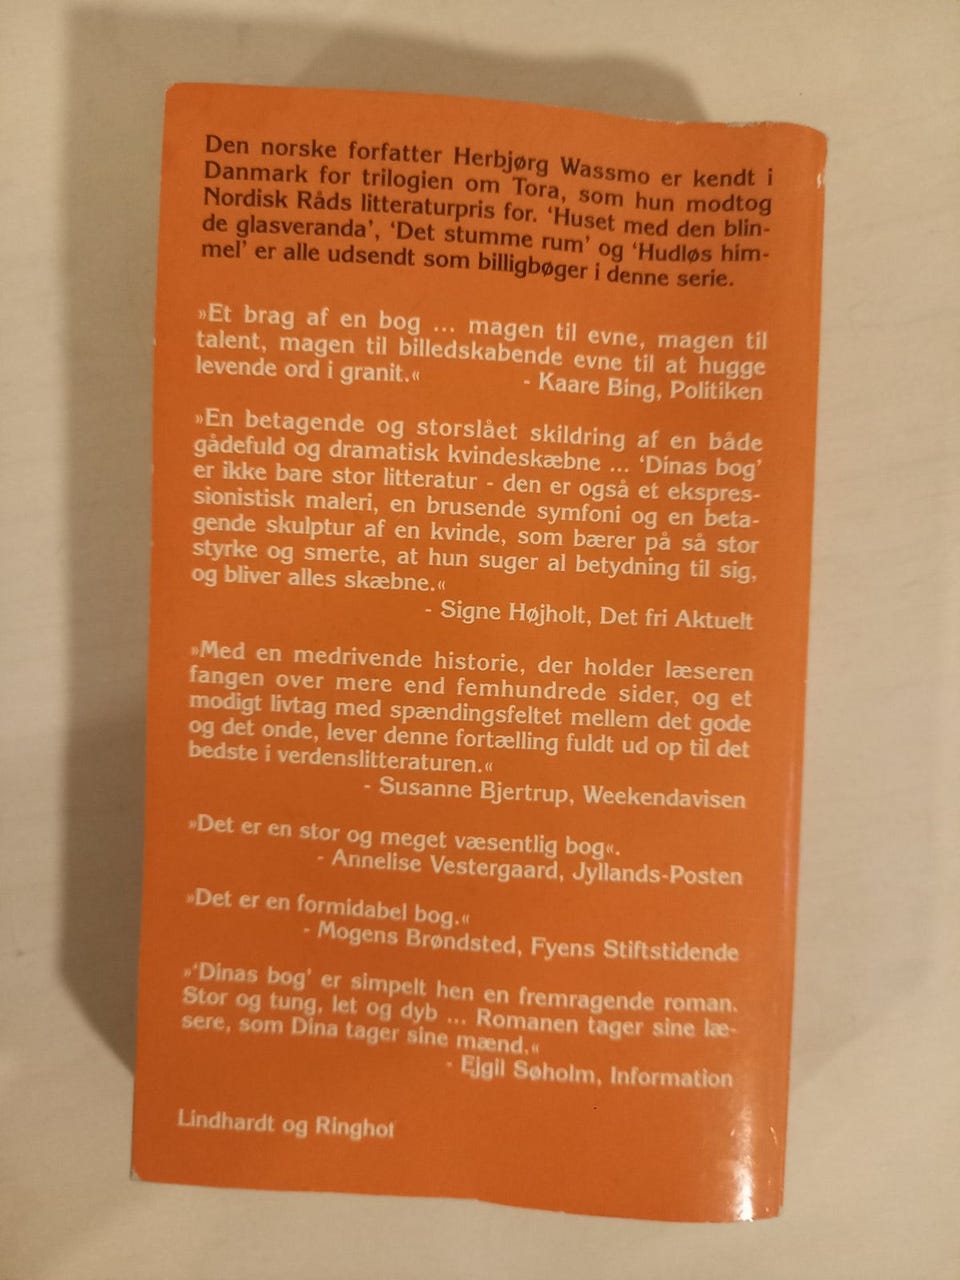 Den norske forfatter Herbjørg Wassmo er kendt i
Danmark for trilogien om Tora, som hun modtog
Nordisk Råds litteraturpris for. ‘Huset med den blin-
de glasveranda’, ‘Det stumme rum’ og ‘Hudløs him-
mel’ er alle udsendt som billigbøger i denne serie.
»Et brag af en bog ... magen til evne, magen til
talent, magen til billedskabende evne til at hugge
levende ord i granit.«
- Kaare Bing, Politiken
»En betagende og storslået skildring af en både
gådefuld og dramatisk kvindeskæbne ... ‘Dinas bog’
er ikke bare stor litteratur - den er også et ekspres-
sionistisk maleri, en brusende symfoni og en beta-
gende skulptur af en kvinde, som bærer på så stor
styrke og smerte, at hun suger al betydning til sig,
og bliver alles skæbne.«
- Signe Højholt, Det fri Aktuelt
»Med en medrivende historie, der holder læseren
fangen over mere end femhundrede sider, og et
modigt livtag med spændingsfeltet mellem det gode
og det onde, lever denne fortælling fuldt ud op til det
bedste i verdenslitteraturen.«
- Susanne Bjertrup, Weekendavisen
»Det er en stor og meget væsentlig bog«.
- Annelise Vestergaard, Jyllands-Posten
»Det er en formidabel bog.«
- Mogens Brøndsted, Fyens Stiftstidende
»‘Dinas bog’ er simpelt hen en fremragende roman.
Stor og tung, let og dyb ... Romanen tager sine læ-
sere, som Dina tager sine mænd.«
- Ejgil Søholm, Information
Lindhardt og Ringhof